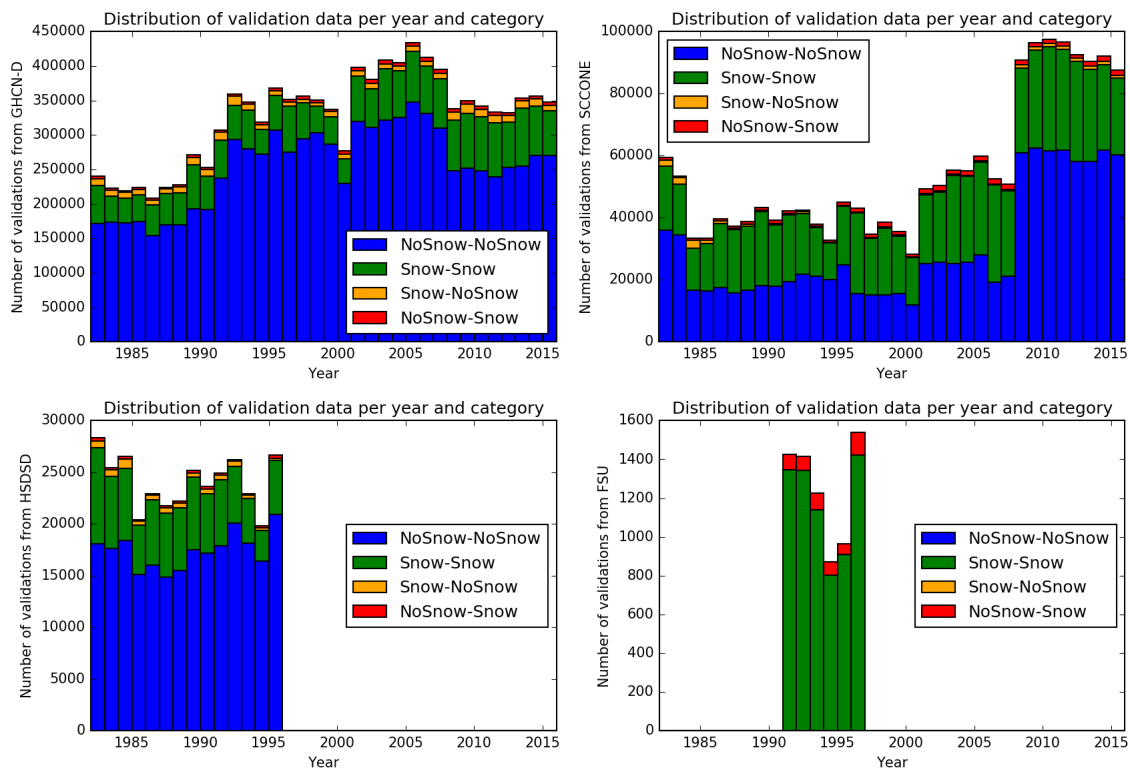 Distribution of validation data per year and category
Number of validations from GHCN-D
450000
400000
350000
300000
250000
200000
150000
100000
50000
0
NoSnow-NoSnow
Snow-Snow
Snow-NoSnow
NoSnow-Snow
1985 1990 1995 2000 2005 2010 2015
Year
Distribution of validation data per year and category
Number of validations from SCCONE
100000
80000
60000
40000
20000
0
NoSnow-NoSnow
Snow-Snow
Snow-NoSnow
NoSnow-Snow
1985 1990 1995 2000 2005 2010 2015
Year
Distribution of validation data per year and category
Number of validations from HSDSD
30000
25000
20000
15000
10000
5000
0
NoSnow-NoSnow
Snow-Snow
Snow-NoSnow
NoSnow-Snow
1985 1990 1995 2000 2005 2010 2015
Year
Distribution of validation data per year and category
Number of validations from FSU
1600
1400
1200
1000
800
600
400
200
0
NoSnow-NoSnow
Snow-Snow
Snow-NoSnow
NoSnow-Snow
1985 1990 1995 2000 2005 2010 2015
Year